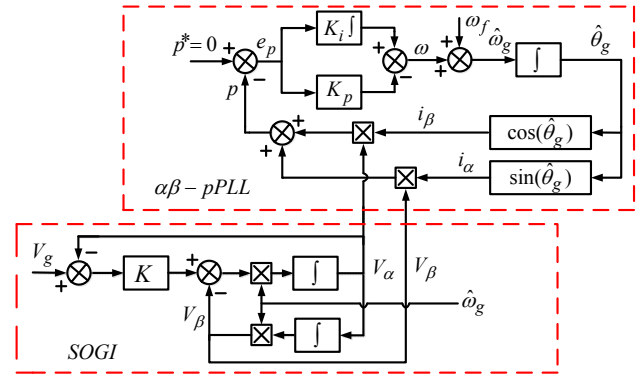 p*=0
+
−
e_p
K_i ∫
K_p
+
−
ω
ω_f
+
+
ω̂_g
∫
θ̂_g
p
+
+
i_β
cos(θ̂_g)
i_α
sin(θ̂_g)
αβ – pPLL
V_g
+
−
K
+
−
∫
V_α
V_β
V_β
ω̂_g
∫
SOGI